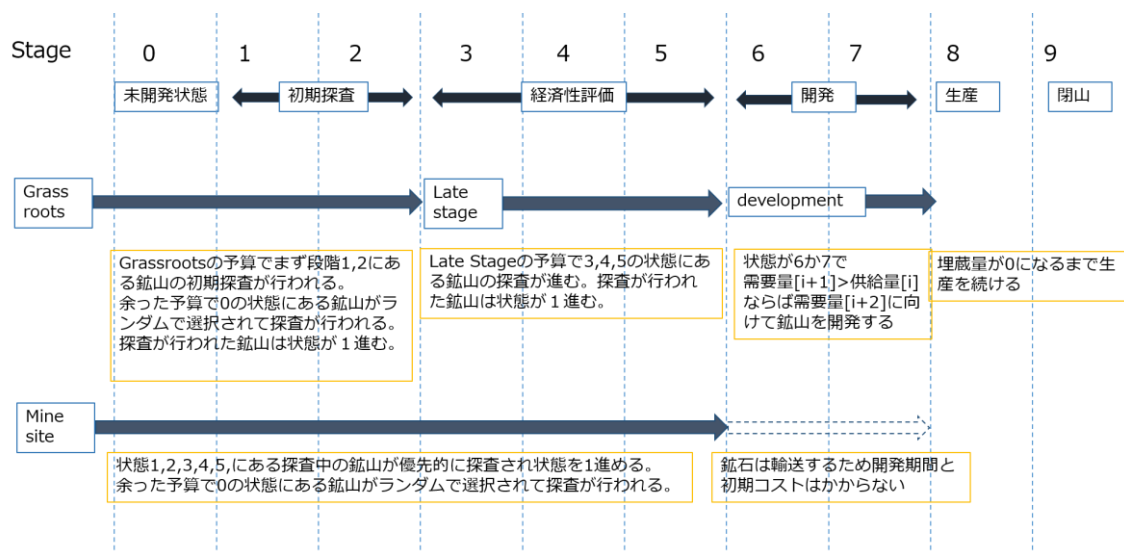 Stage 0 1 2 3 4 5 6 7 8 9
未開発状態 初期探査 経済性評価 開発 生産 閉山
Grass
roots
Late
stage
development
Grassrootsの予算でまず段階1,2にあ
る鉱山の初期探査が行われる。
余った予算で0の状態にある鉱山がラ
ンダムで選択されて探査が行われる。
探査が行われた鉱山は状態が１進む。
Late Stageの予算で3,4,5の状態にあ
る鉱山の探査が進む。探査が行われ
た鉱山は状態が１進む。
状態が6か7で
需要量[i+1]>供給量[i]
ならば需要量[i+2]に向
けて鉱山を開発する
埋蔵量が0になるまで生
産を続ける
Mine
site
状態1,2,3,4,5,にある探査中の鉱山が優先的に探査され状態を1進める。
余った予算で0の状態にある鉱山がランダムで選択されて探査が行われる。
鉱石は輸送するため開発期間と
初期コストはかからない